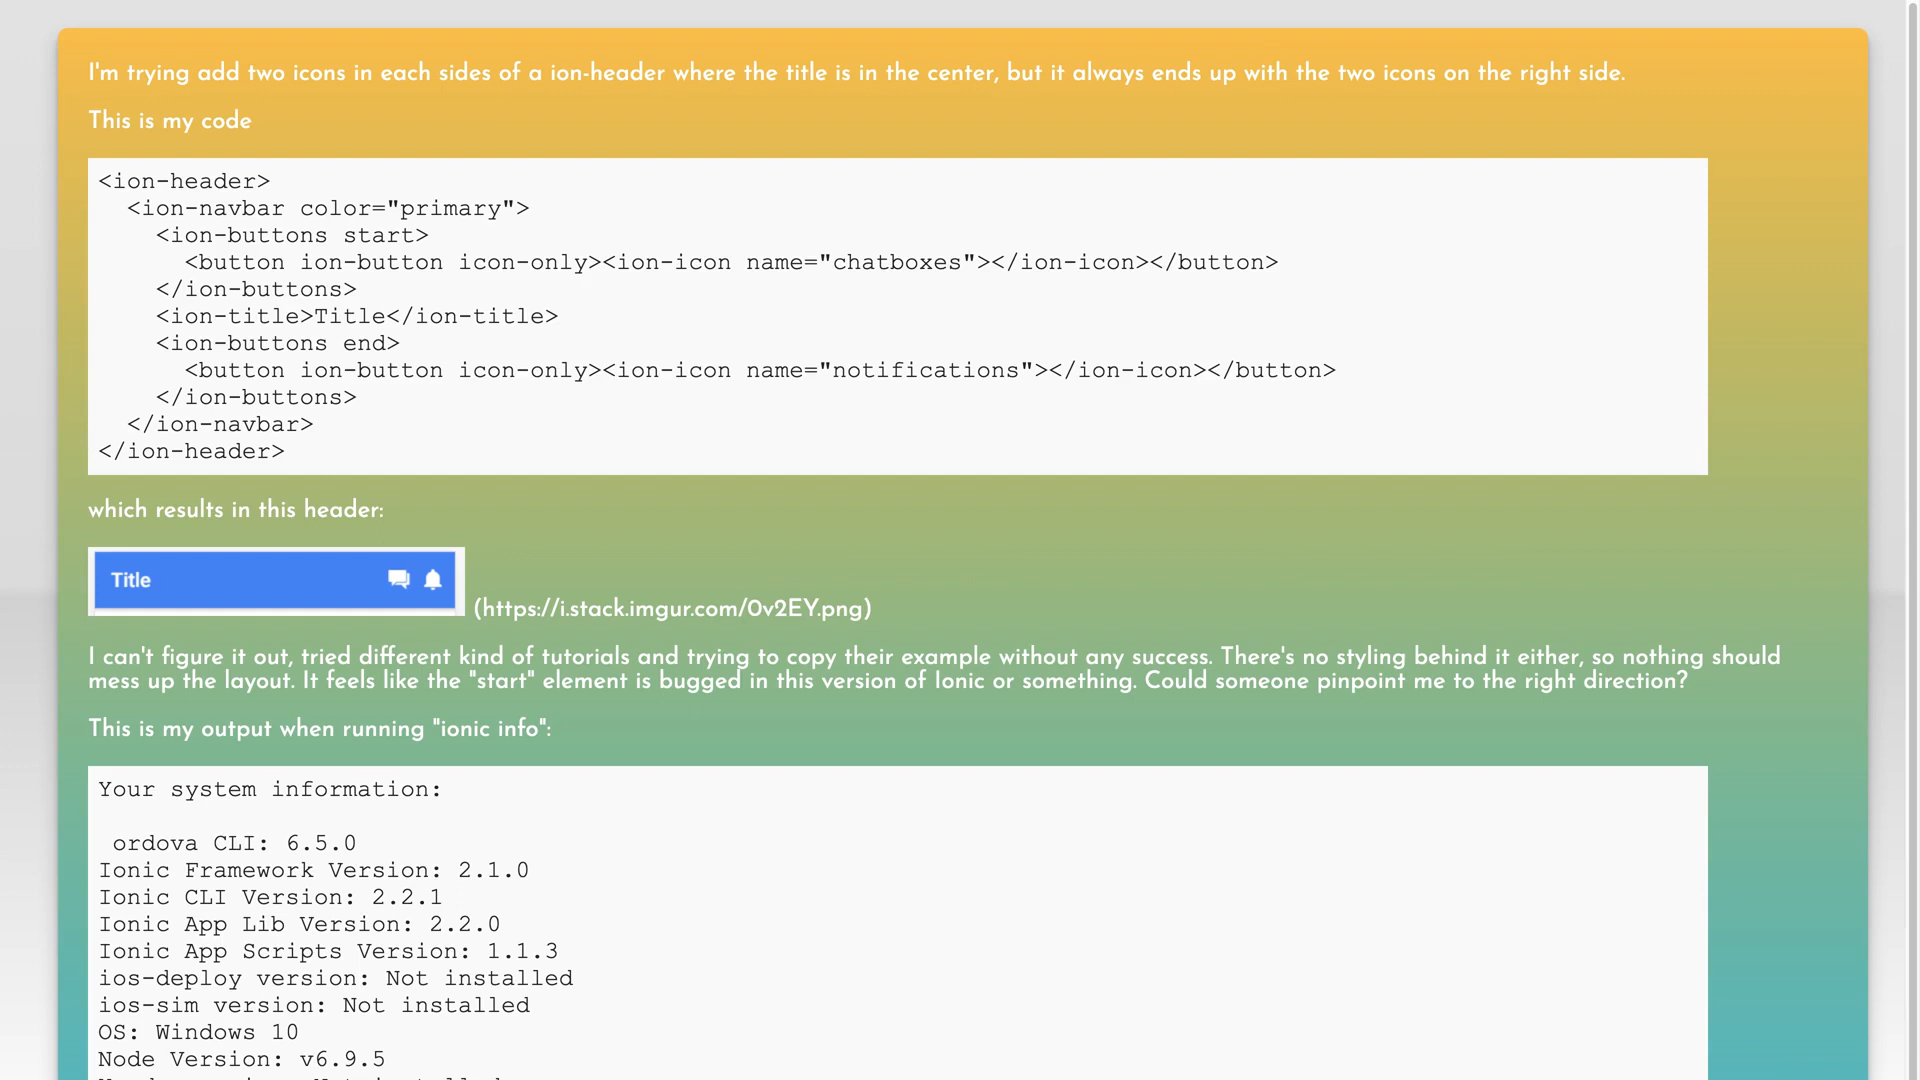 I'm trying add two icons in each sides of a ion-header where the title is in the center, but it always ends up with the two icons on the right side.
This is my code
<ion-header>
  <ion-navbar color="primary">
    <ion-buttons start>
      <button ion-button icon-only><ion-icon name="chatboxes"></ion-icon></button>
    </ion-buttons>
    <ion-title>Title</ion-title>
    <ion-buttons end>
      <button ion-button icon-only><ion-icon name="notifications"></ion-icon></button>
    </ion-buttons>
  </ion-navbar>
</ion-header>
which results in this header:
Title
(https://i.stack.imgur.com/0v2EY.png)
I can't figure it out, tried different kind of tutorials and trying to copy their example without any success. There's no styling behind it either, so nothing should
mess up the layout. It feels like the "start" element is bugged in this version of Ionic or something. Could someone pinpoint me to the right direction?
This is my output when running "ionic info":
Your system information:
 ordova CLI: 6.5.0
Ionic Framework Version: 2.1.0
Ionic CLI Version: 2.2.1
Ionic App Lib Version: 2.2.0
Ionic App Scripts Version: 1.1.3
ios-deploy version: Not installed
ios-sim version: Not installed
OS: Windows 10
Node Version: v6.9.5